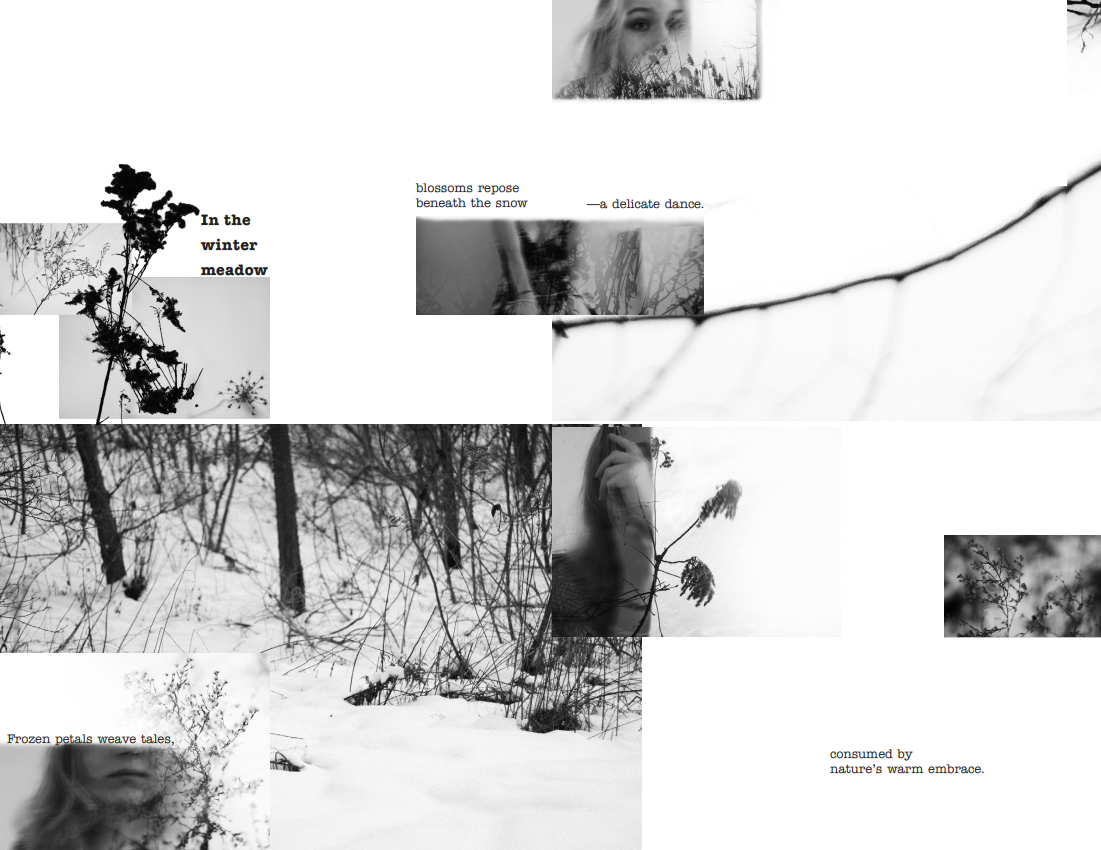 In the
winter
meadow
blossoms repose
beneath the snow
—a delicate dance.
Frozen petals weave tales,
consumed by
nature's warm embrace.